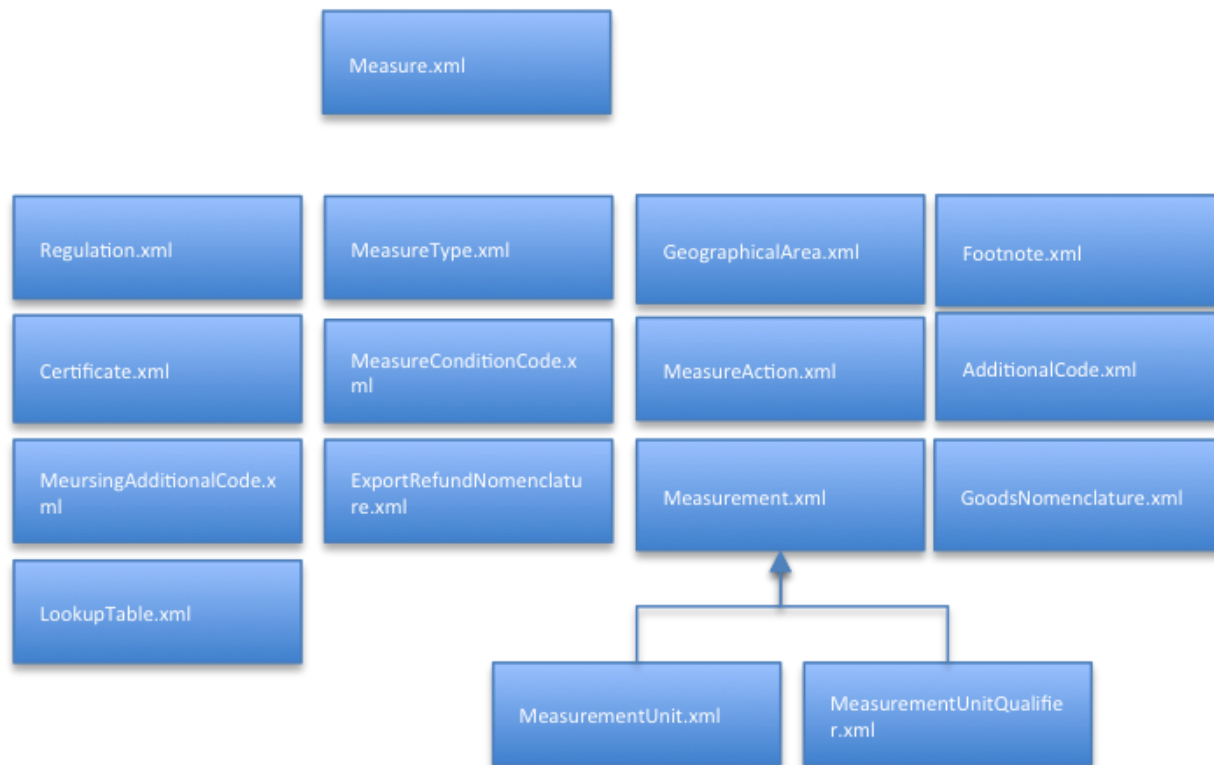 Measure.xml
Regulation.xml
MeasureType.xml
GeographicalArea.xml
Footnote.xml
Certificate.xml
MeasureConditionCode.x
ml
MeasureAction.xml
AdditionalCode.xml
MeursingAdditionalCode.x
ml
ExportRefundNomenclatu
re.xml
Measurement.xml
GoodsNomenclature.xml
LookupTable.xml
MeasurementUnit.xml
MeasurementUnitQualifie
r.xml